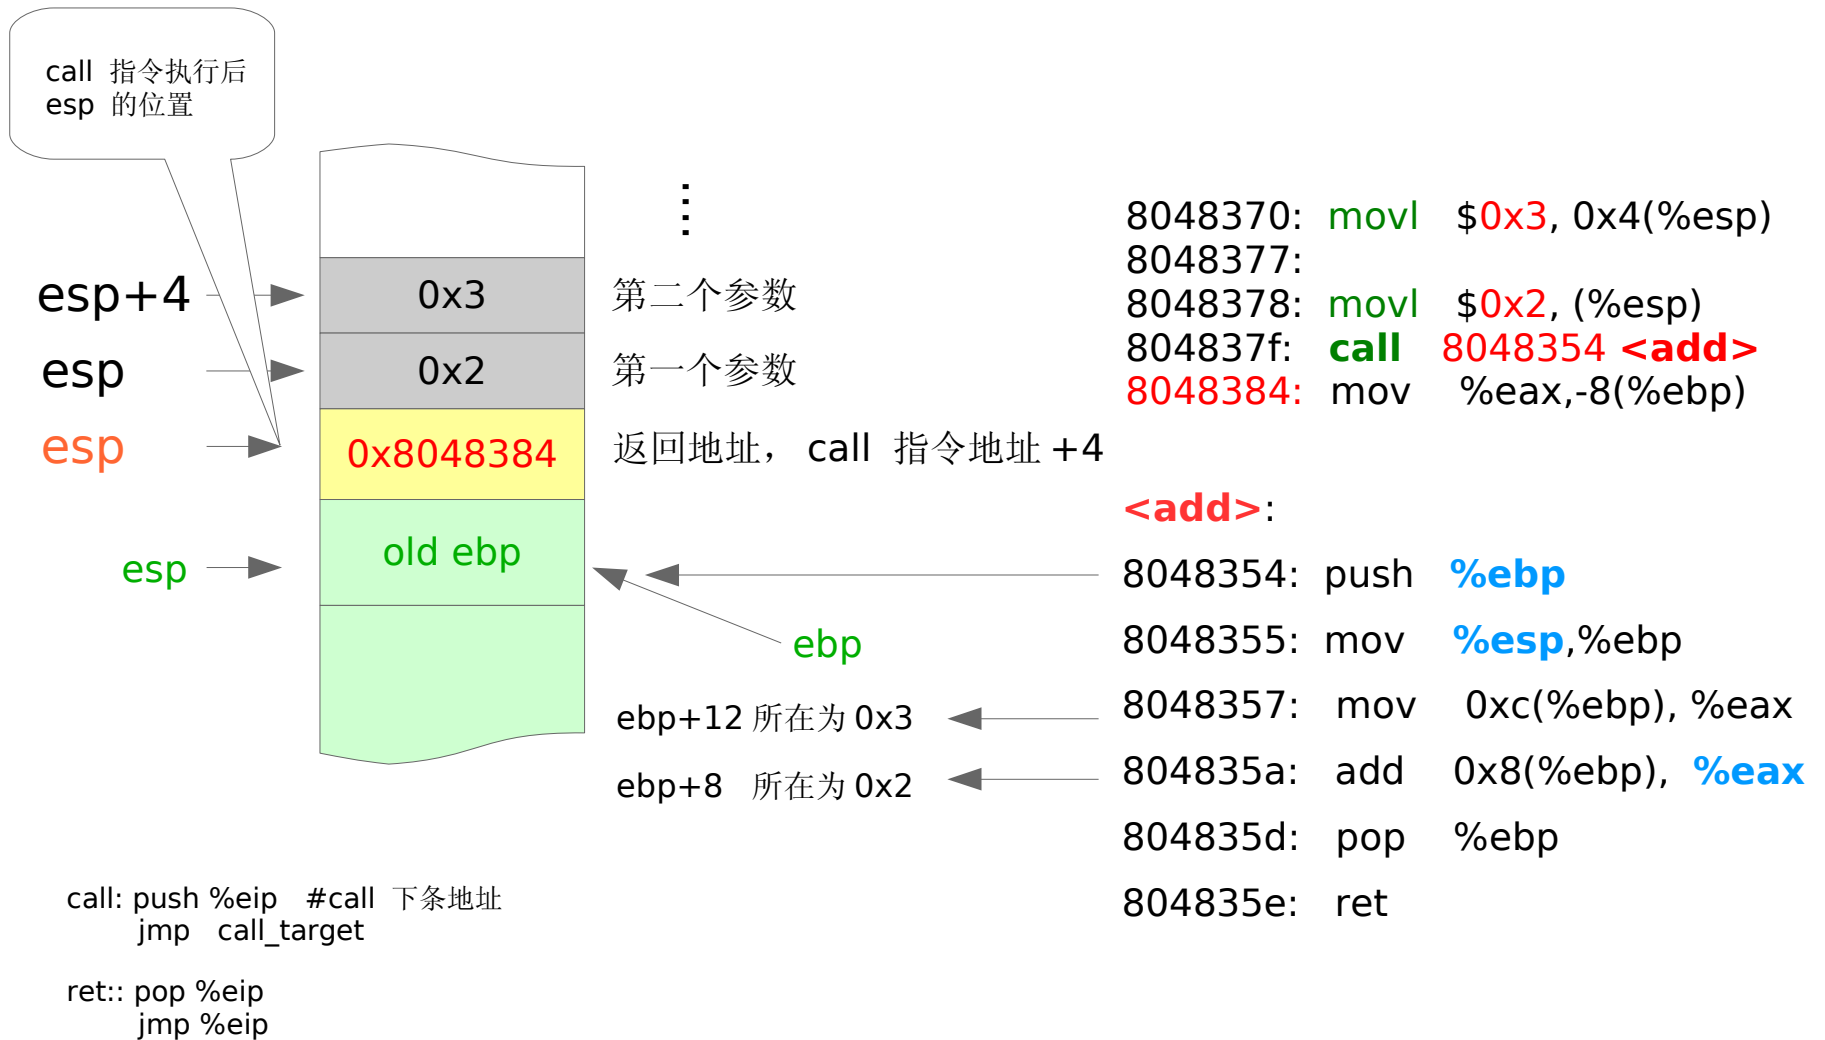 call 指令执行后
esp 的位置
⋮
esp+4
0x3
第二个参数
esp
0x2
第一个参数
esp
0x8048384
返回地址, call 指令地址 +4
esp
old ebp
ebp
ebp+12 所在为 0x3
ebp+8 所在为 0x2
8048370: movl $0x3, 0x4(%esp)
8048377:
8048378: movl $0x2, (%esp)
804837f: call 8048354 <add>
8048384: mov %eax,-8(%ebp)
<add>:
8048354: push %ebp
8048355: mov %esp,%ebp
8048357: mov 0xc(%ebp), %eax
804835a: add 0x8(%ebp), %eax
804835d: pop %ebp
804835e: ret
call: push %eip #call 下条地址
jmp call_target
ret:: pop %eip
jmp %eip